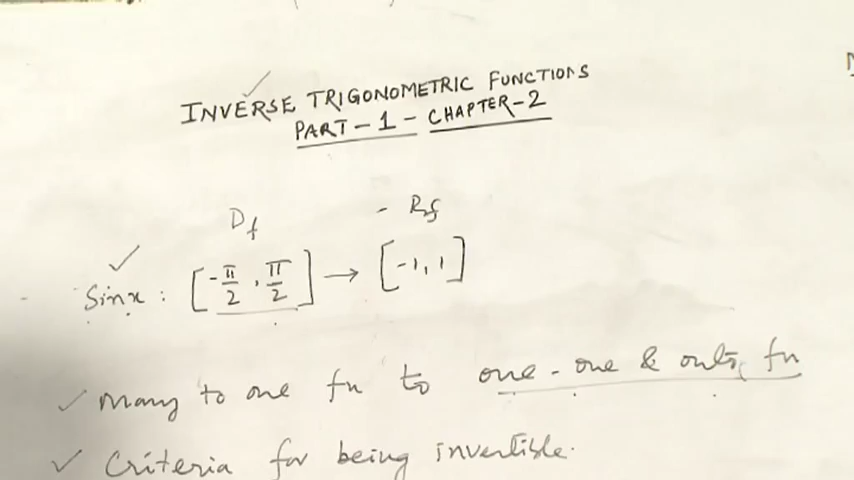 INVERSE TRIGONOMETRIC FUNCTIONS
PART-1- CHAPTER-2
Df - Rf
Sinx : [-π/2, π/2] → [-1, 1]
✓ many to one fn to one-one & onto fn
✓ Criteria for being invertible.